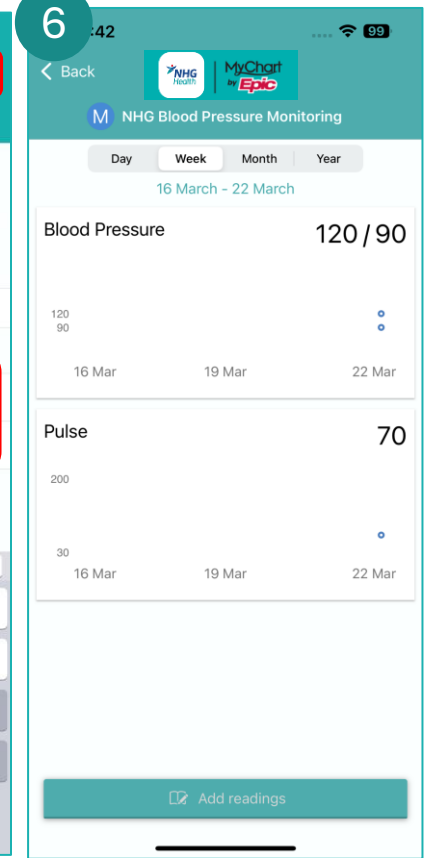 6
:42
99
Back
NHG
Health
MyChart
by Epic
M NHG Blood Pressure Monitoring
Day Week Month Year
16 March - 22 March
Blood Pressure 120/90
120
90
16 Mar 19 Mar 22 Mar
Pulse 70
200
30
16 Mar 19 Mar 22 Mar
Add readings